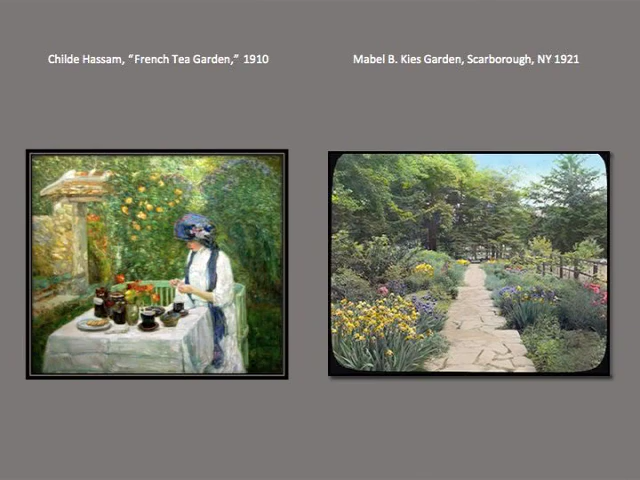 Childe Hassam, “French Tea Garden,” 1910
Mabel B. Kies Garden, Scarborough, NY 1921